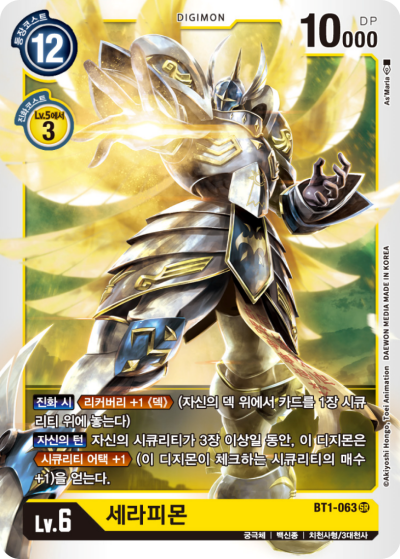 DIGIMON
등장코스트
12
10000
DP
진화코스트
Lv.5에서
3
As'Maria
©Akiyoshi Hongo, Toei Animation DAEWON MEDIA MADE IN KOREA
진화 시 리커버리 +1 《덱》 (자신의 덱 위에서 카드를 1장 시큐
리티 위에 놓는다)
자신의 턴 자신의 시큐리티가 3장 이상일 동안, 이 디지몬은
시큐리티 어택 +1 (이 디지몬이 체크하는 시큐리티의 매수
+1)을 얻는다.
BT1-063 SR
Lv.6
세라피몬
궁극체 | 백신종 | 치천사형/3대천사